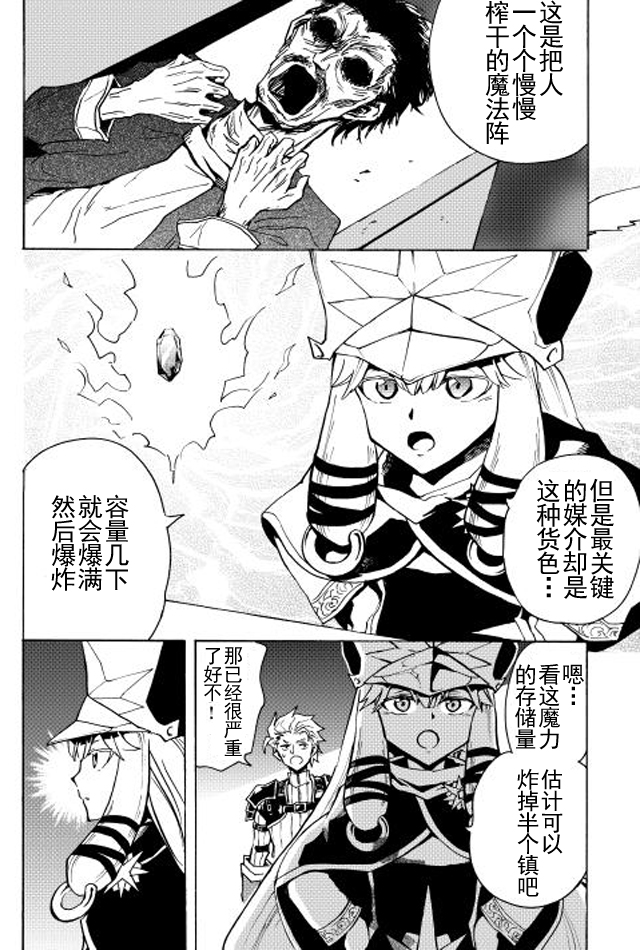 这是把人
一个个慢慢
榨干的魔法阵
但是最关键
的媒介却是
这种货色…
容量几下
就会爆满
然后爆炸
嗯…
看这魔力
的存储量
估计可以
炸掉半个镇吧
那已经很严重
了好不！